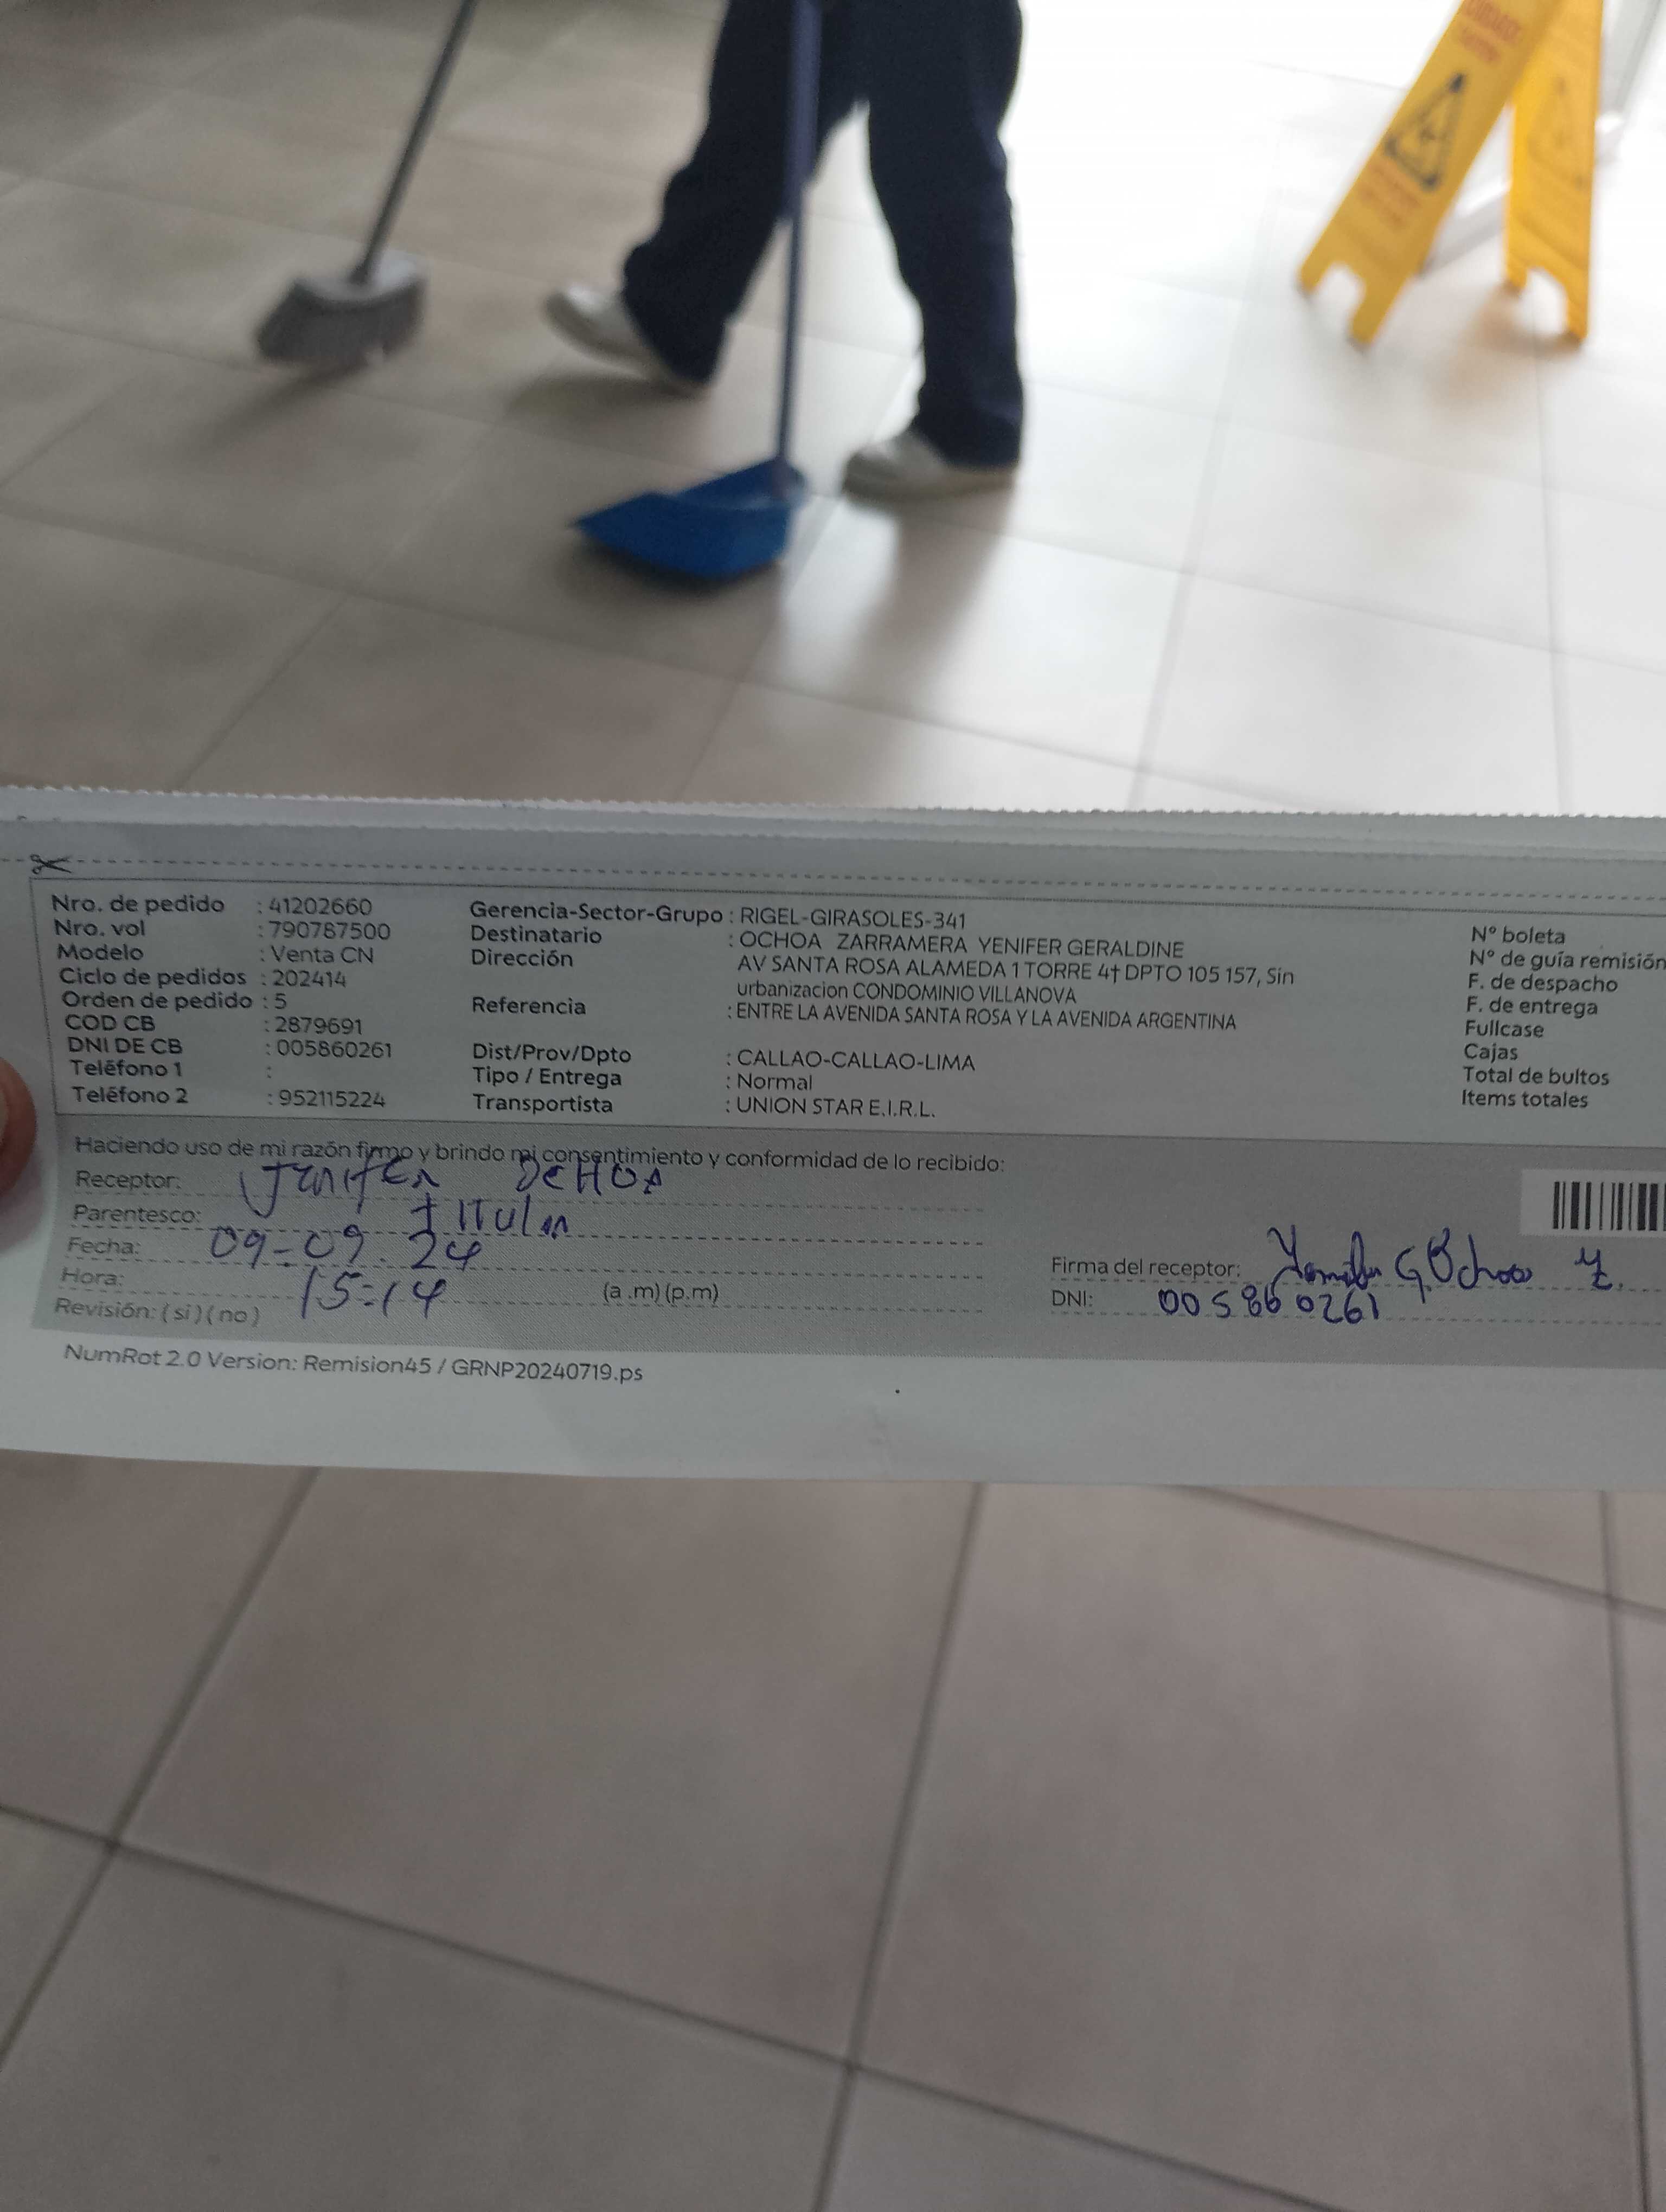 Nro. de pedido : 41202660
Nro. vol : 790787500
Modelo : Venta CN
Ciclo de pedidos : 202414
Orden de pedido : 5
COD CB : 2879691
DNI DE CB : 005860261
Teléfono 1 :
Teléfono 2 : 952115224
Gerencia-Sector-Grupo : RIGEL-GIRASOLES-341
Destinatario : OCHOA ZARRAMERA YENIFER GERALDINE
Dirección AV SANTA ROSA ALAMEDA 1 TORRE 4† DPTO 105 157, Sin
urbanizacion CONDOMINIO VILLANOVA
Referencia : ENTRE LA AVENIDA SANTA ROSA Y LA AVENIDA ARGENTINA
Dist/Prov/Dpto : CALLAO-CALLAO-LIMA
Tipo / Entrega : Normal
Transportista : UNION STAR E.I.R.L.
N° boleta
N° de guía remisión
F. de despacho
F. de entrega
Fullcase
Cajas
Total de bultos
Items totales
Haciendo uso de mi razón firmo y brindo mi consentimiento y conformidad de lo recibido:
Receptor: JENIFER OCHOA
Parentesco: TITULAR
Fecha: 09-09-24
Hora: 15:14 (a .m) (p.m)
Revisión: ( si ) ( no )
Firma del receptor: Yenifer G. Ochoa Z.
DNI: 005860261
NumRot 2.0 Version: Remision45 / GRNP20240719.ps